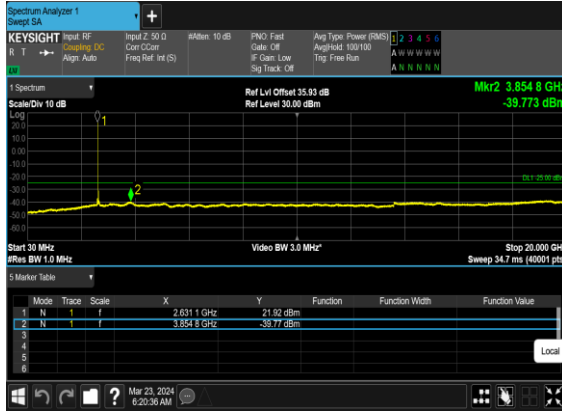 Spectrum Analyzer 1
Swept SA
+
KEYSIGHT Input: RF Input Z: 50 Ω #Atten: 10 dB PNO: Fast Avg Type: Power (RMS) 1 2 3 4 5 6
R T Coupling: DC Corr CCorr Gate: Off Avg|Hold: 100/100 A W W W W W
Align: Auto Freq Ref: Int (S) IF Gain: Low Trig: Free Run
Sig Track: Off A N N N N N
1 Spectrum Ref Lvl Offset 35.93 dB Mkr2 3.854 8 GHz
Scale/Div 10 dB Ref Level 30.00 dBm -39.773 dBm
Log
20.0
10.0
0.00
-10.0
-20.0
-30.0
-40.0
-50.0
-60.0
1
2
DL1 -25.00 dBm
Start 30 MHz Video BW 3.0 MHz* Stop 20.000 GH
#Res BW 1.0 MHz Sweep 34.7 ms (40001 pts
5 Marker Table
Mode Trace Scale X Y Function Function Width Function Value
1 N 1 f 2.631 1 GHz 21.92 dBm
2 N 1 f 3.854 8 GHz -39.77 dBm
3
4
5
6
Local
? Mar 23, 2024
6:20:36 AM